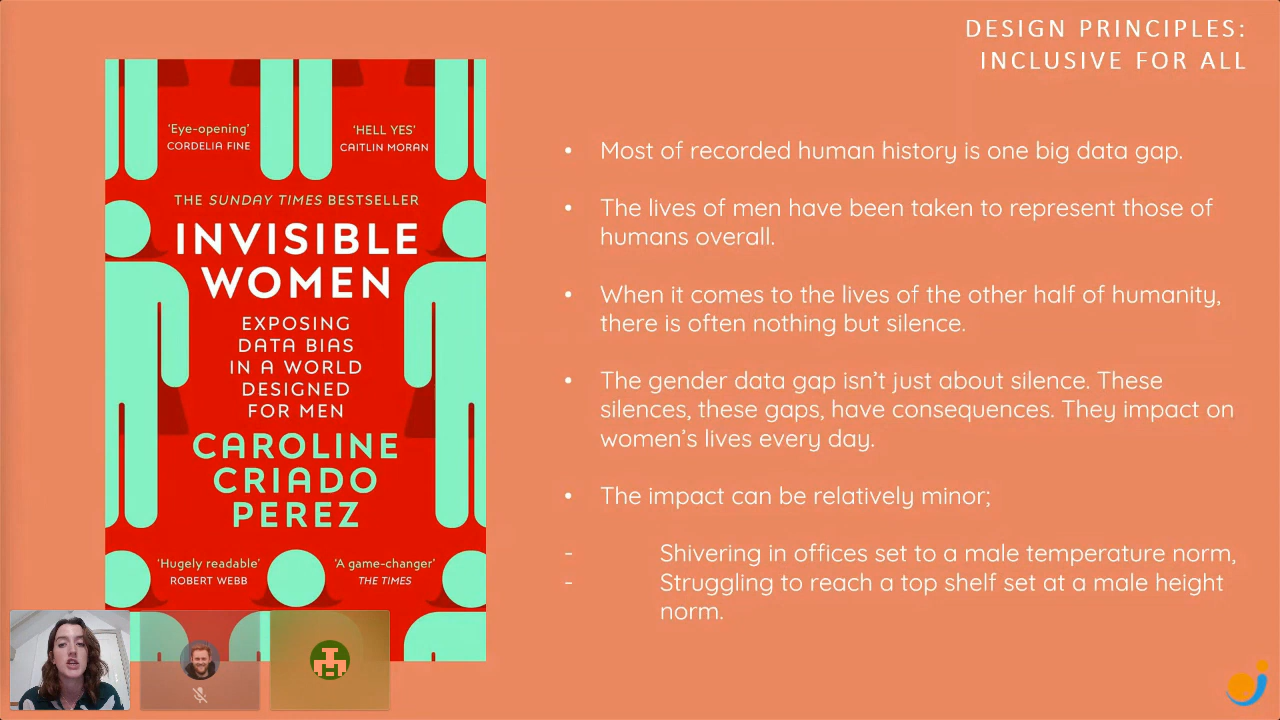 DESIGN PRINCIPLES:
INCLUSIVE FOR ALL
'Eye-opening'
CORDELIA FINE
'HELL YES'
CAITLIN MORAN
THE SUNDAY TIMES BESTSELLER
INVISIBLE
WOMEN
EXPOSING
DATA BIAS
IN A WORLD
DESIGNED
FOR MEN
CAROLINE
CRIADO
PEREZ
'Hugely readable'
ROBERT WEBB
'A game-changer'
THE TIMES
• Most of recorded human history is one big data gap.
• The lives of men have been taken to represent those of
humans overall.
• When it comes to the lives of the other half of humanity,
there is often nothing but silence.
• The gender data gap isn't just about silence. These
silences, these gaps, have consequences. They impact on
women's lives every day.
• The impact can be relatively minor;
- Shivering in offices set to a male temperature norm,
- Struggling to reach a top shelf set at a male height
norm.